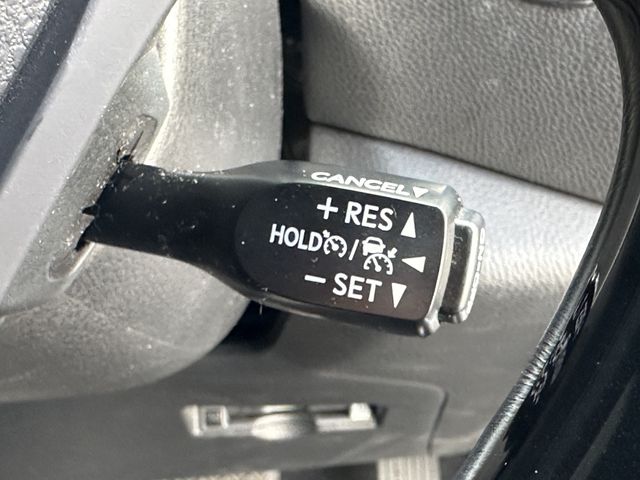 CANCEL
+ RES
HOLD /
- SET